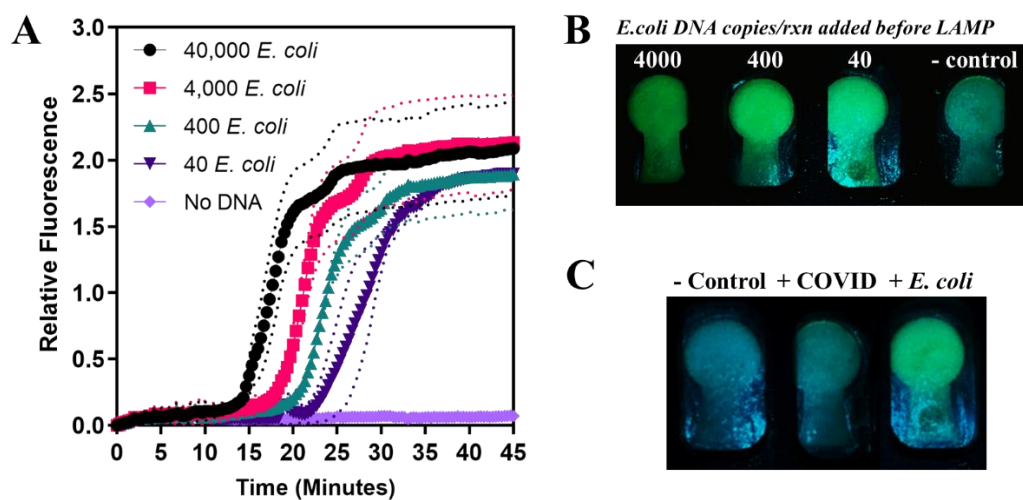 A
Relative Fluorescence
3.0
2.5
2.0
1.5
1.0
0.5
0.0
40,000 E. coli
4,000 E. coli
400 E. coli
40 E. coli
No DNA
0 5 10 15 20 25 30 35 40 45
Time (Minutes)
B
E.coli DNA copies/rxn added before LAMP
4000 400 40 - control
C
- Control + COVID + E. coli